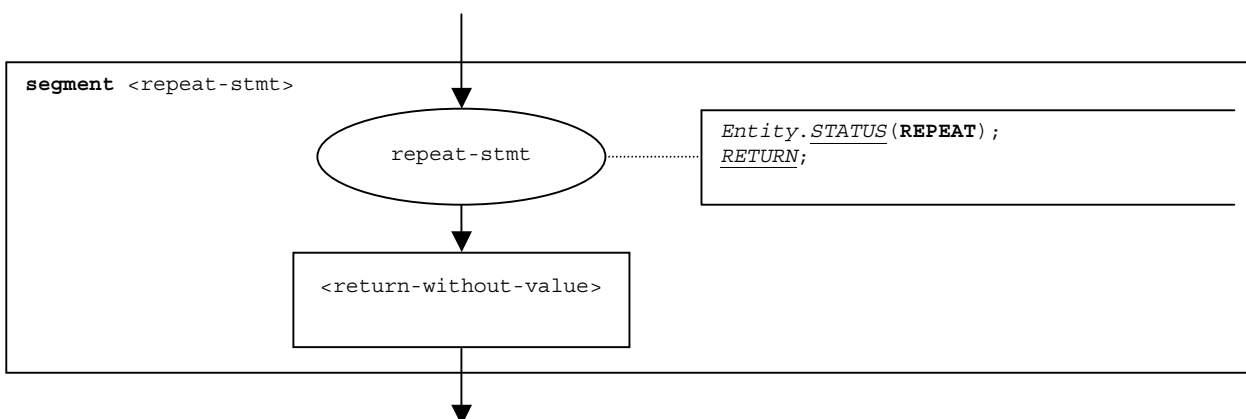 segment <repeat-stmt>
repeat-stmt
Entity.STATUS(REPEAT);
RETURN;
<return-without-value>